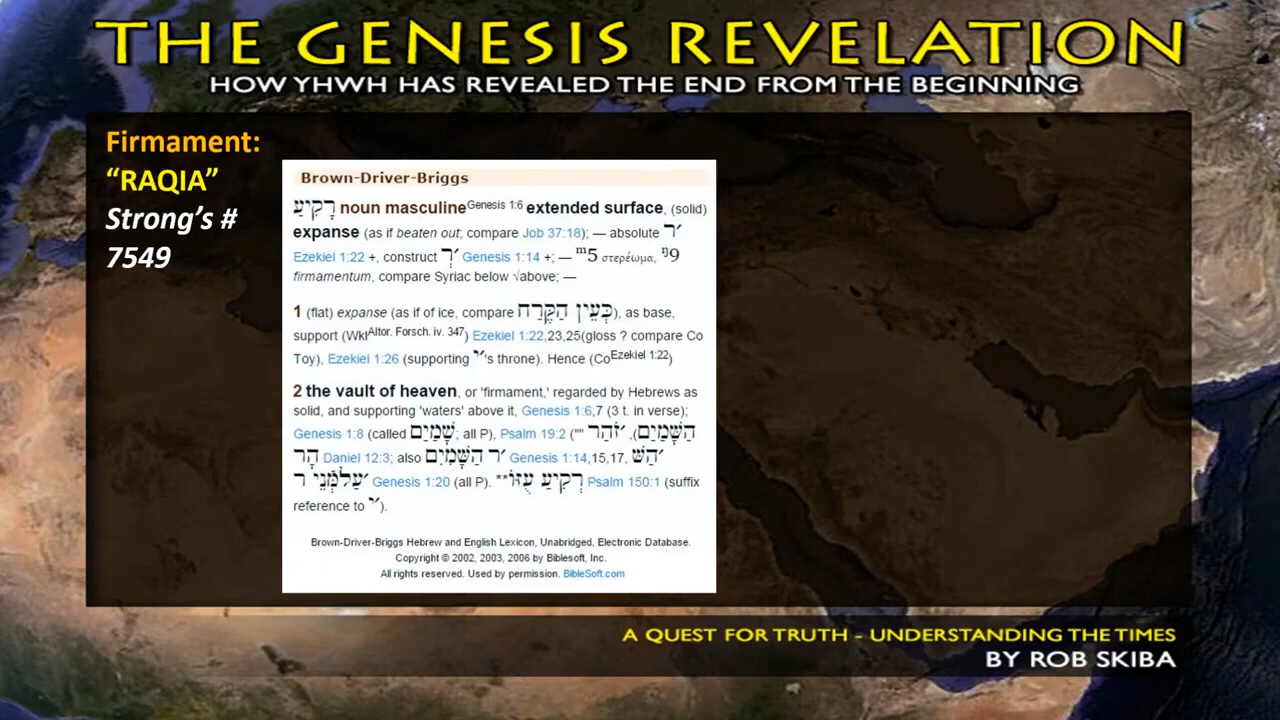 THE GENESIS REVELATION
HOW YHWH HAS REVEALED THE END FROM THE BEGINNING
Firmament:
“RAQIA”
Strong’s #
7549
Brown-Driver-Briggs
רָקִיעַ noun masculine Genesis 1:6 extended surface, (solid)
expanse (as if beaten out; compare Job 37:18); — absolute ׳ר
Ezekiel 1:22 +, construct ׳רְ Genesis 1:14 +; — ᵐ5 στερέωμα, ᵑ9
firmamentum, compare Syriac below √above; —
1 (flat) expanse (as if of ice, compare כְּעֵין הַקֶּרַח), as base,
support (WklAltor. Forsch. iv. 347) Ezekiel 1:22,23,25(gloss ? compare Co
Toy), Ezekiel 1:26 (supporting ׳י's throne). Hence (CoEzekiel 1:22)
2 the vault of heaven, or 'firmament,' regarded by Hebrews as
solid, and supporting 'waters' above it, Genesis 1:6,7 (3 t. in verse);
Genesis 1:8 (called שָׁמַיִם; all P), Psalm 19:2 ("" הַשָּׁמַיִם), ׳זֹהַר
הָר Daniel 12:3; also ׳ר הַשָּׁמַיִם Genesis 1:14,15,17, ׳הַשּׁ
׳עַלמְּֿנֵי ר Genesis 1:20 (all P). **רְקִיעַ עֻזּוֺ Psalm 150:1 (suffix
reference to ׳י).
Brown-Driver-Briggs Hebrew and English Lexicon, Unabridged, Electronic Database.
Copyright © 2002, 2003, 2006 by Biblesoft, Inc.
All rights reserved. Used by permission. BibleSoft.com
A QUEST FOR TRUTH - UNDERSTANDING THE TIMES
BY ROB SKIBA